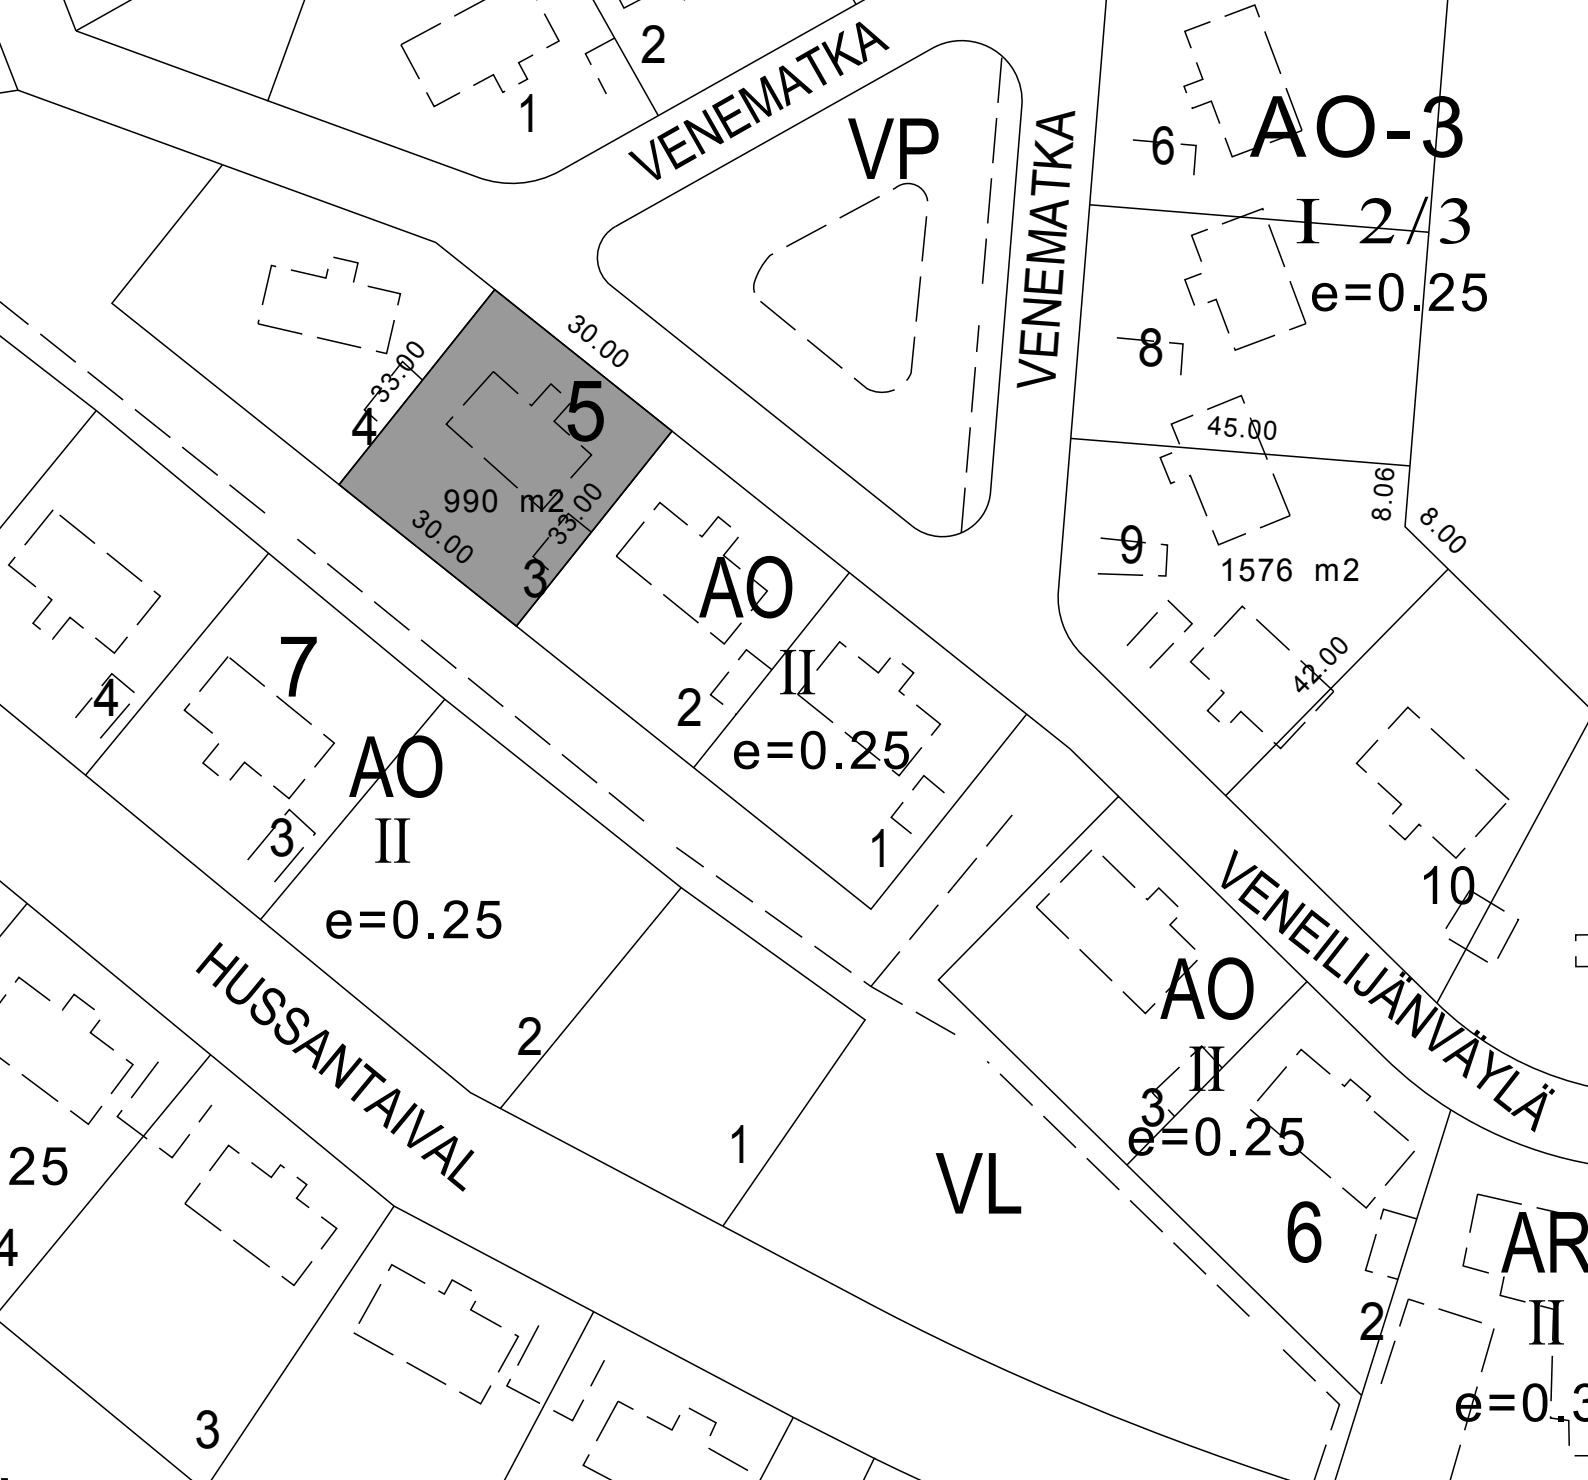 2
1
VENEMATKA
VP
VENEMATKA
6
AO-3
I 2/3
e=0.25
8
30.00
33.00
4
5
990 m2
30.00
33.00
3
45.00
8.06
8.00
9
1576 m2
42.00
10
AO
II
e=0.25
2
1
7
4
3
AO
II
e=0.25
2
1
HUSSANTAIVAL
VENEILIJÄNVÄYLÄ
AO
II
3
e=0.25
VL
6
2
AR
II
e=0.3
25
4
3